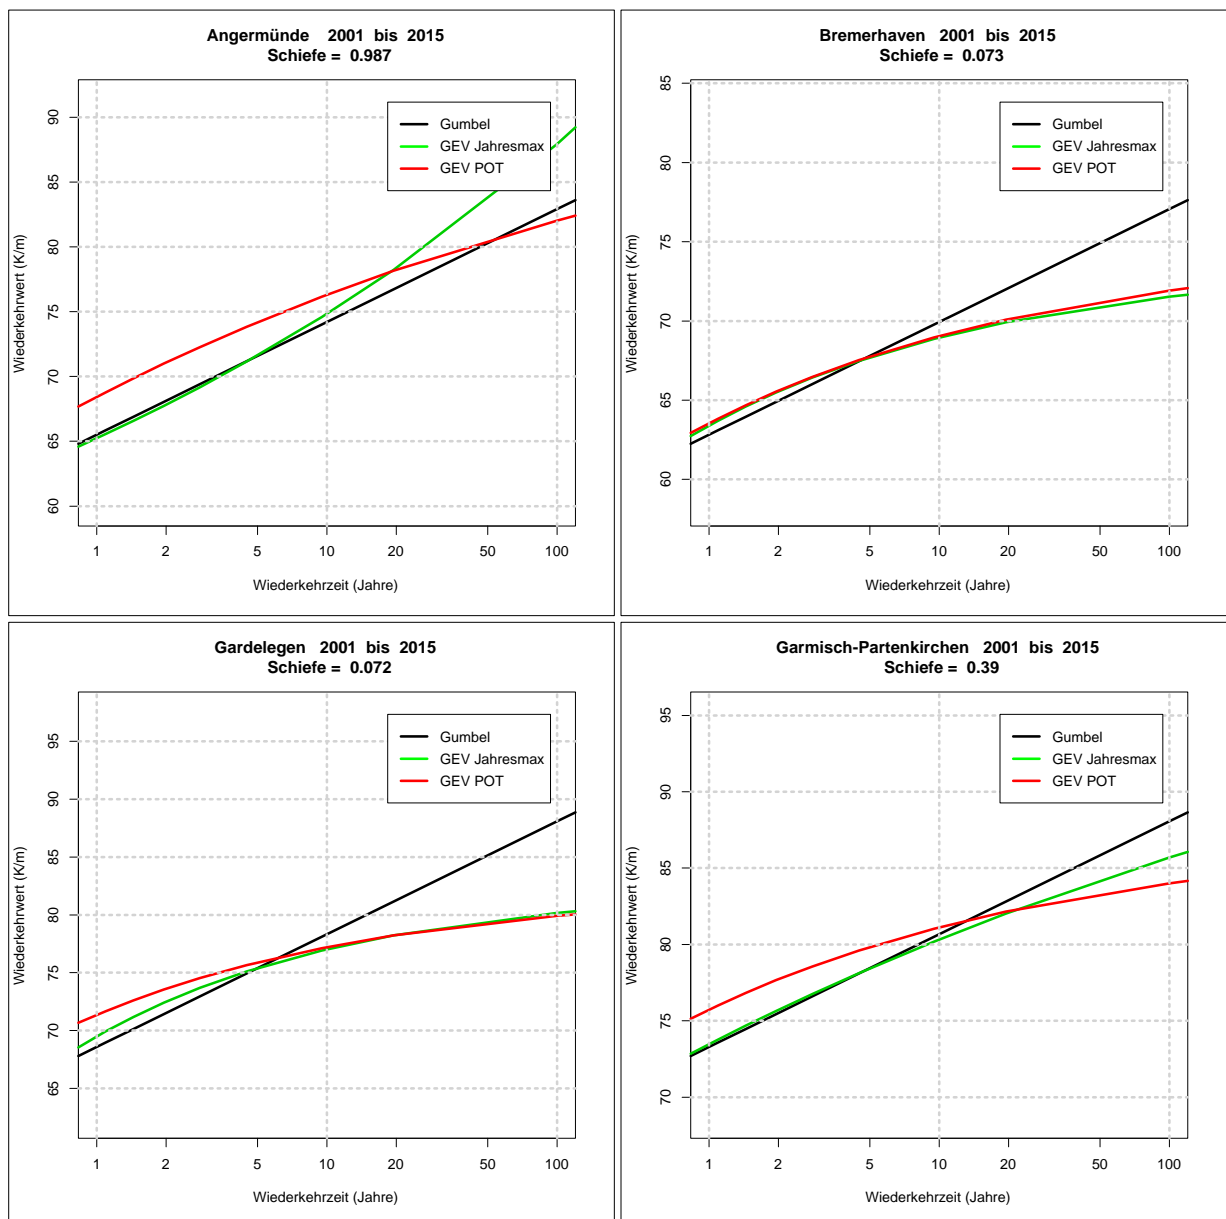 Angermünde 2001 bis 2015
Schiefe = 0.987
Wiederkehrwert (K/m)
90
85
80
75
70
65
60
Gumbel
GEV Jahresmax
GEV POT
1 2 5 10 20 50 100
Wiederkehrzeit (Jahre)
Bremerhaven 2001 bis 2015
Schiefe = 0.073
Wiederkehrwert (K/m)
85
80
75
70
65
60
Gumbel
GEV Jahresmax
GEV POT
1 2 5 10 20 50 100
Wiederkehrzeit (Jahre)
Gardelegen 2001 bis 2015
Schiefe = 0.072
Wiederkehrwert (K/m)
95
90
85
80
75
70
65
Gumbel
GEV Jahresmax
GEV POT
1 2 5 10 20 50 100
Wiederkehrzeit (Jahre)
Garmisch-Partenkirchen 2001 bis 2015
Schiefe = 0.39
Wiederkehrwert (K/m)
95
90
85
80
75
70
Gumbel
GEV Jahresmax
GEV POT
1 2 5 10 20 50 100
Wiederkehrzeit (Jahre)